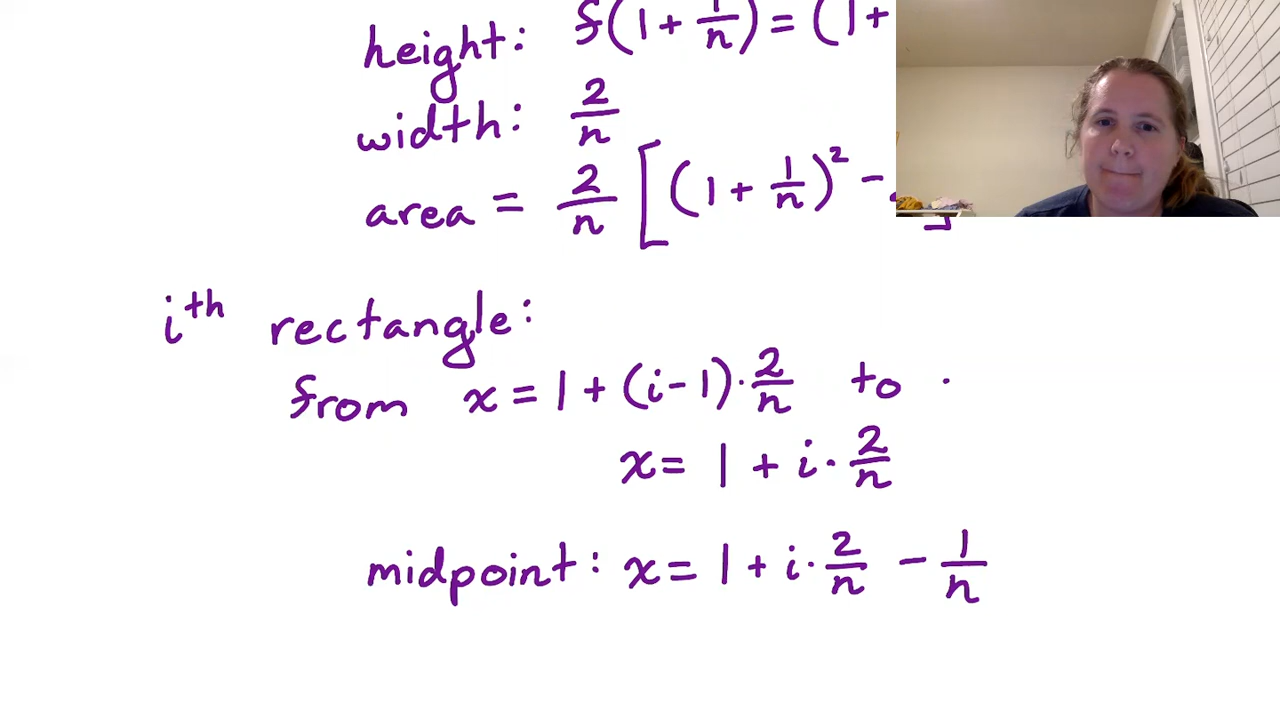 height: f(1 + 1/n) = (1+
width: 2/n
area = 2/n [(1 + 1/n)² -
]
iᵗʰ rectangle:
from x = 1 + (i-1)·2/n to
x = 1 + i·2/n
midpoint: x = 1 + i·2/n - 1/n